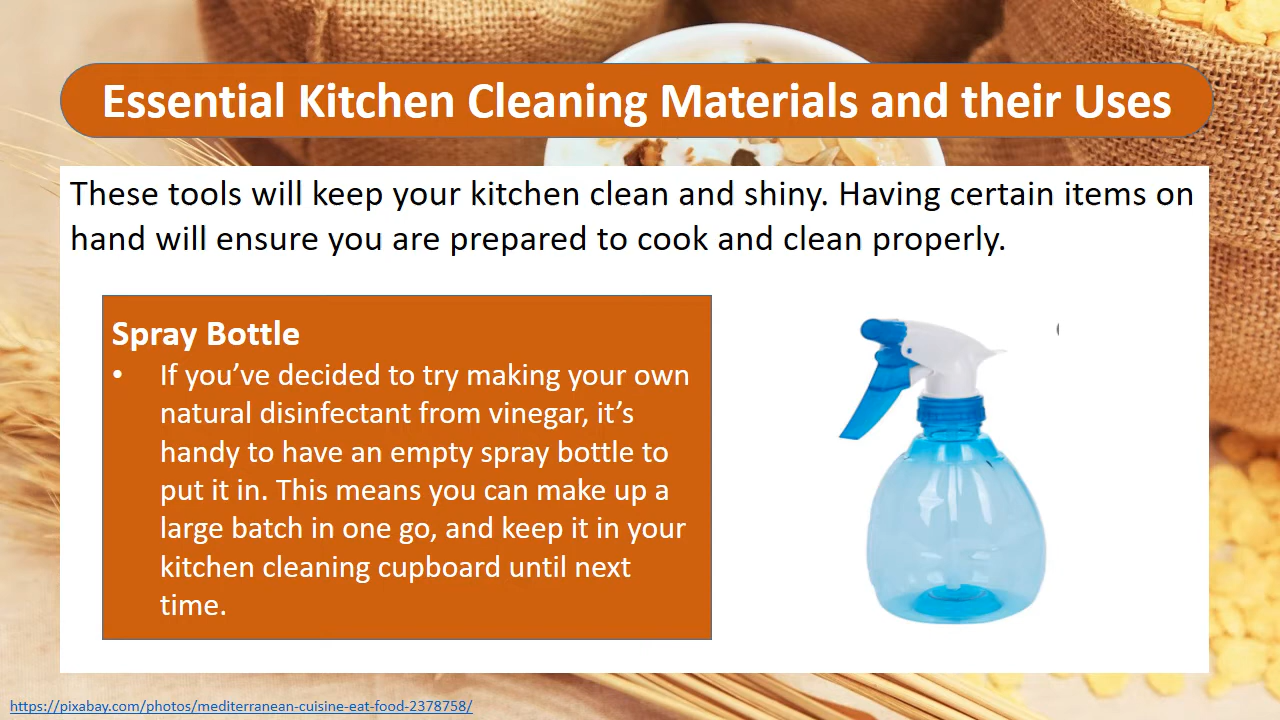 Essential Kitchen Cleaning Materials and their Uses
These tools will keep your kitchen clean and shiny. Having certain items on
hand will ensure you are prepared to cook and clean properly.
Spray Bottle
• If you’ve decided to try making your own
natural disinfectant from vinegar, it’s
handy to have an empty spray bottle to
put it in. This means you can make up a
large batch in one go, and keep it in your
kitchen cleaning cupboard until next
time.
https://pixabay.com/photos/mediterranean-cuisine-eat-food-2378758/